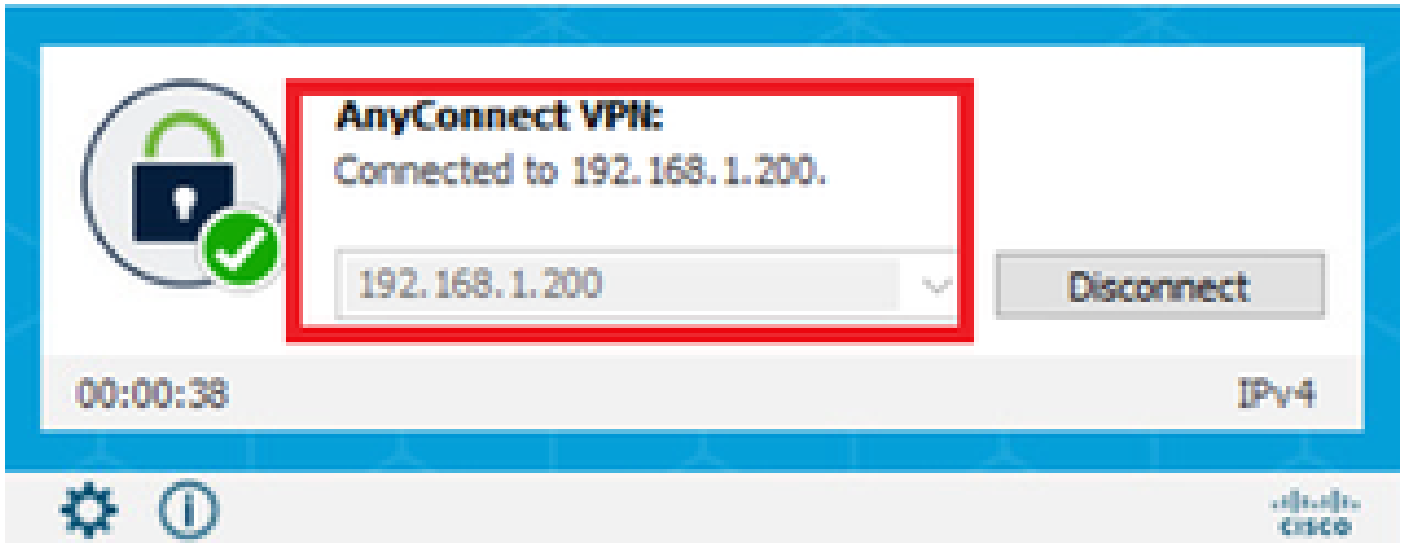 AnyConnect VPN:
Connected to 192.168.1.200.
192.168.1.200
Disconnect
00:00:38
IPv4
CISCO